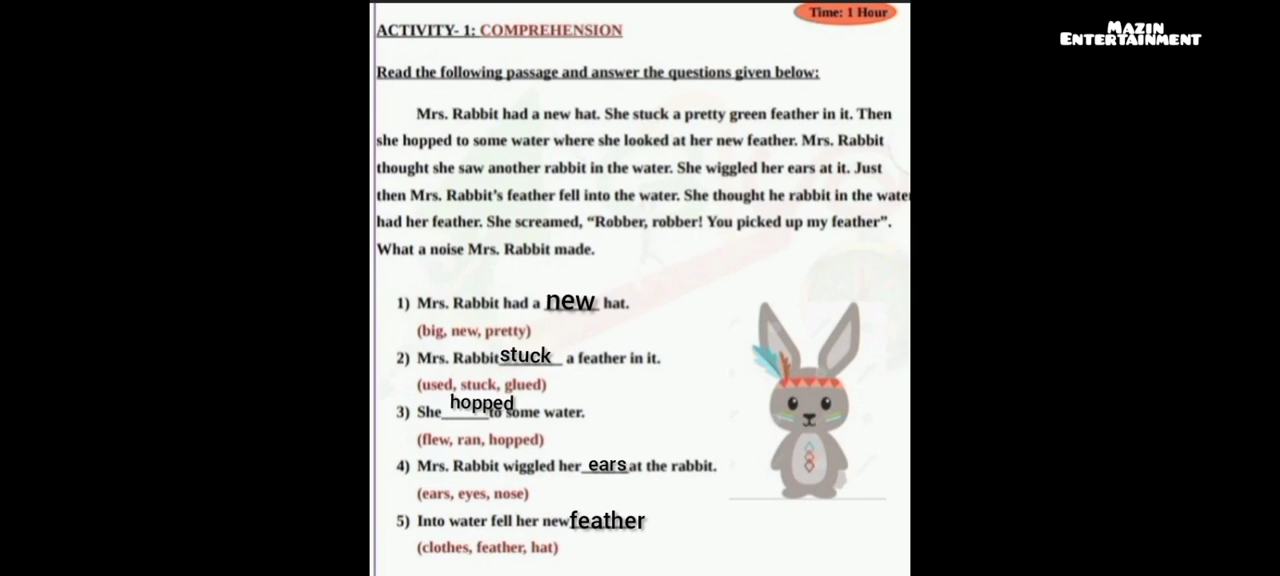 Time: 1 Hour
MAZIN
ENTERTAINMENT
ACTIVITY- 1: COMPREHENSION
Read the following passage and answer the questions given below:
Mrs. Rabbit had a new hat. She stuck a pretty green feather in it. Then
she hopped to some water where she looked at her new feather. Mrs. Rabbit
thought she saw another rabbit in the water. She wiggled her ears at it. Just
then Mrs. Rabbit’s feather fell into the water. She thought he rabbit in the water
had her feather. She screamed, “Robber, robber! You picked up my feather”.
What a noise Mrs. Rabbit made.
1) Mrs. Rabbit had a new hat.
(big, new, pretty)
2) Mrs. Rabbit stuck a feather in it.
(used, stuck, glued)
3) She hopped to some water.
(flew, ran, hopped)
4) Mrs. Rabbit wiggled her ears at the rabbit.
(ears, eyes, nose)
5) Into water fell her new feather
(clothes, feather, hat)